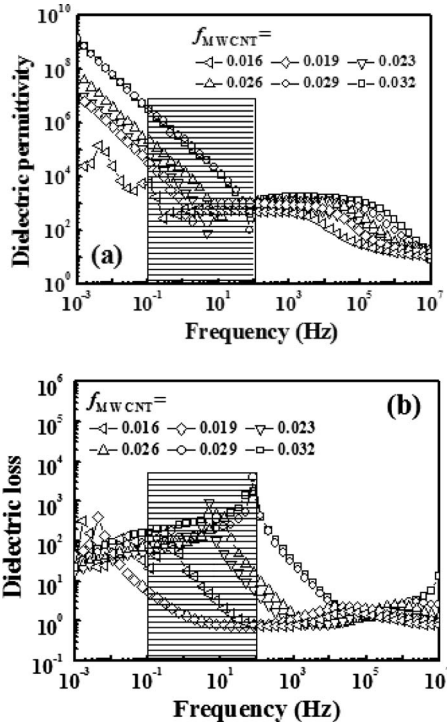 10^10
10^8
10^6
10^4
10^2
10^0
Dielectric permittivity
f_MWCNT=
0.016 0.019 0.023
0.026 0.029 0.032
(a)
10^-3 10^-1 10^1 10^3 10^5 10^7
Frequency (Hz)
10^6
10^5
10^4
10^3
10^2
10^1
10^0
10^-1
Dielectric loss
(b)
f_MWCNT=
0.016 0.019 0.023
0.026 0.029 0.032
10^-3 10^-1 10^1 10^3 10^5 10^7
Frequency (Hz)